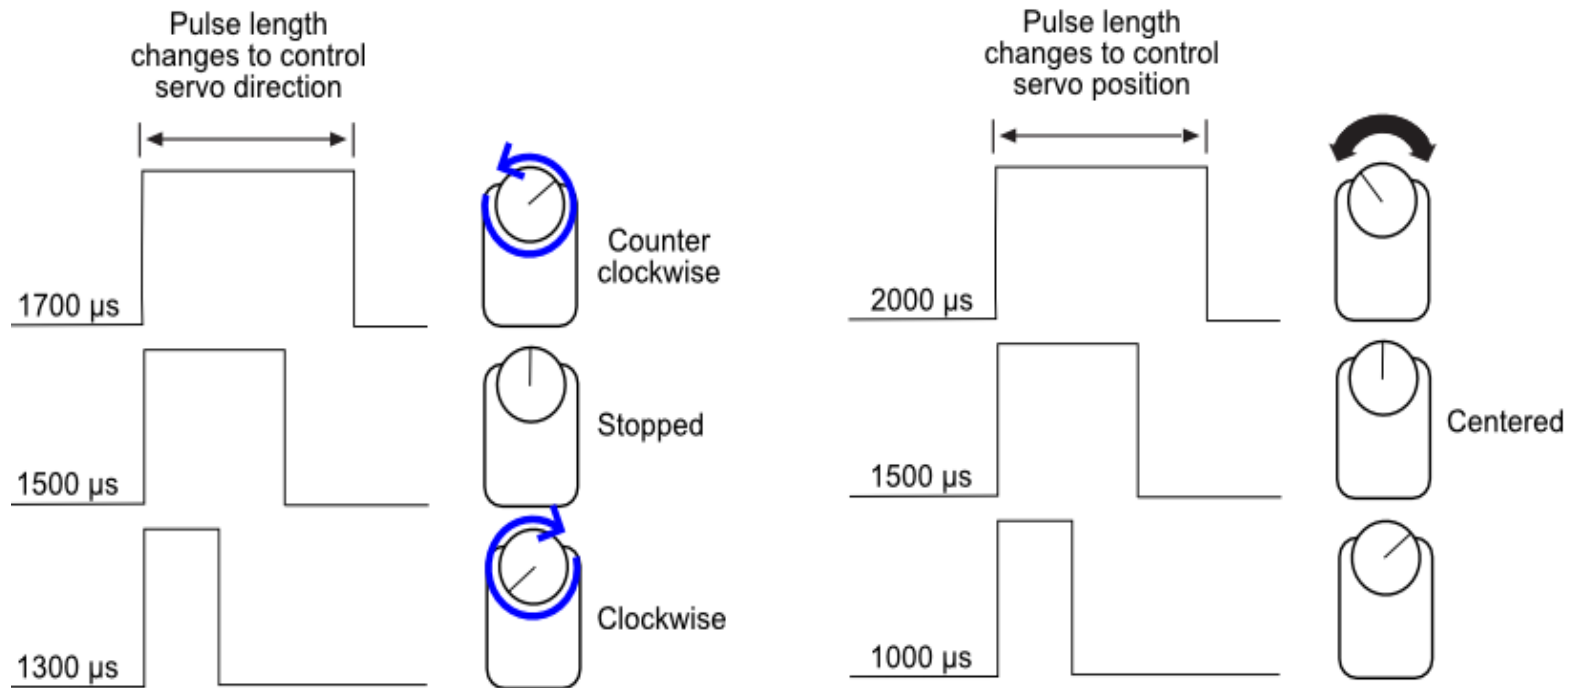 Pulse length
changes to control
servo direction
1700 µs
Counter
clockwise
1500 µs
Stopped
1300 µs
Clockwise
Pulse length
changes to control
servo position
2000 µs
1500 µs
Centered
1000 µs